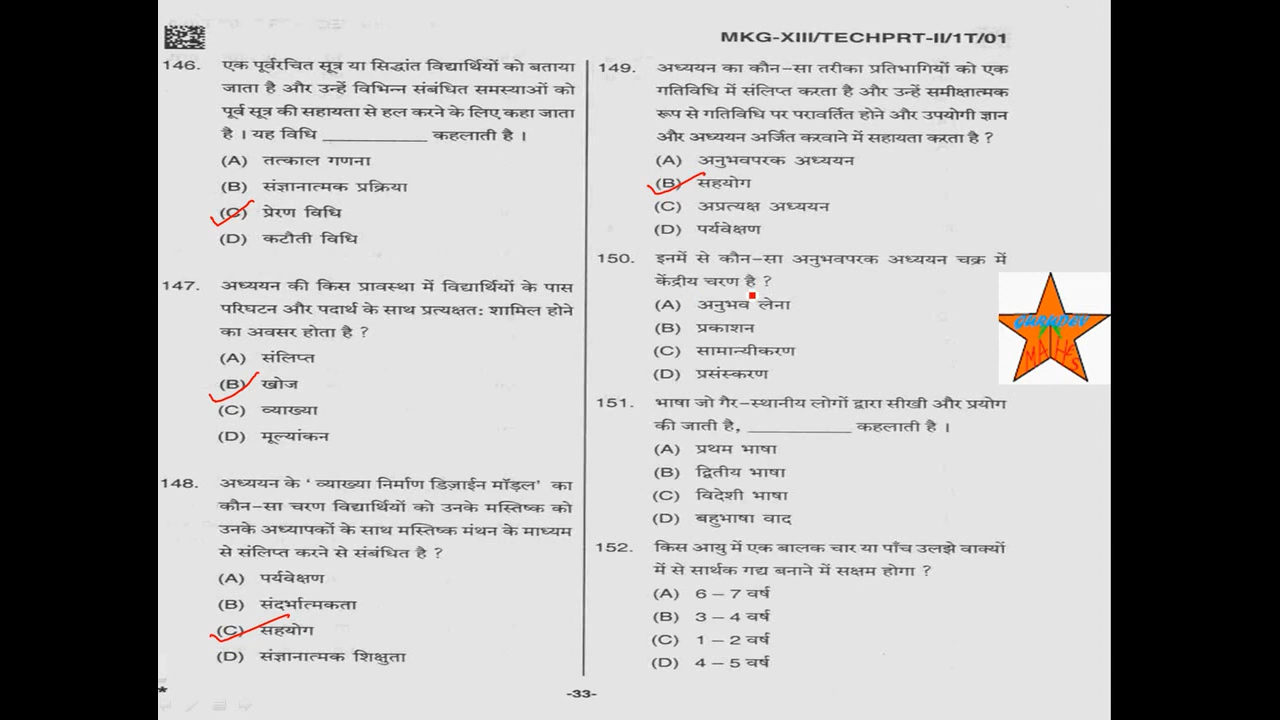 MKG-XIII/TECHPRT-II/1T/01
146. एक पूर्वरचित सूत्र या सिद्धांत विद्यार्थियों को बताया
जाता है और उन्हें विभिन्न संबंधित समस्याओं को
पूर्व सूत्र की सहायता से हल करने के लिए कहा जाता
है । यह विधि ____________ कहलाती है ।
(A) तत्काल गणना
(B) संज्ञानात्मक प्रक्रिया
(C) प्रेरण विधि
(D) कटौती विधि
147. अध्ययन की किस प्रावस्था में विद्यार्थियों के पास
परिघटन और पदार्थ के साथ प्रत्यक्षत: शामिल होने
का अवसर होता है ?
(A) संलिप्त
(B) खोज
(C) व्याख्या
(D) मूल्यांकन
148. अध्ययन के ' व्याख्या निर्माण डिज़ाईन मॉड़ल' का
कौन-सा चरण विद्यार्थियों को उनके मस्तिष्क को
उनके अध्यापकों के साथ मस्तिष्क मंथन के माध्यम
से संलिप्त करने से संबंधित है ?
(A) पर्यवेक्षण
(B) संदर्भात्मकता
(C) सहयोग
(D) संज्ञानात्मक शिक्षुता
149. अध्ययन का कौन-सा तरीका प्रतिभागियों को एक
गतिविधि में संलिप्त करता है और उन्हें समीक्षात्मक
रूप से गतिविधि पर परावर्तित होने और उपयोगी ज्ञान
और अध्ययन अर्जित करवाने में सहायता करता है ?
(A) अनुभवपरक अध्ययन
(B) सहयोग
(C) अप्रत्यक्ष अध्ययन
(D) पर्यवेक्षण
150. इनमें से कौन-सा अनुभवपरक अध्ययन चक्र में
केंद्रीय चरण है ?
(A) अनुभव लेना
(B) प्रकाशन
(C) सामान्यीकरण
(D) प्रसंस्करण
151. भाषा जो गैर-स्थानीय लोगों द्वारा सीखी और प्रयोग
की जाती है, ____________ कहलाती है ।
(A) प्रथम भाषा
(B) द्वितीय भाषा
(C) विदेशी भाषा
(D) बहुभाषा वाद
152. किस आयु में एक बालक चार या पाँच उलझे वाक्यों
में से सार्थक गद्य बनाने में सक्षम होगा ?
(A) 6 – 7 वर्ष
(B) 3 – 4 वर्ष
(C) 1 – 2 वर्ष
(D) 4 – 5 वर्ष
-33-
GURUDEV
MATHS